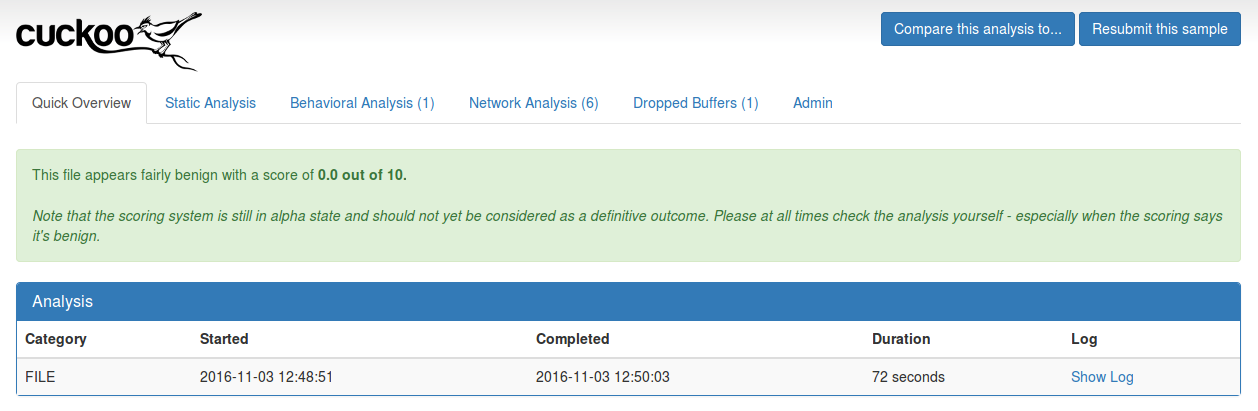 cuckoo
Compare this analysis to... Resubmit this sample
Quick Overview Static Analysis Behavioral Analysis (1) Network Analysis (6) Dropped Buffers (1) Admin
This file appears fairly benign with a score of 0.0 out of 10.
Note that the scoring system is still in alpha state and should not yet be considered as a definitive outcome. Please at all times check the analysis yourself - especially when the scoring says
it's benign.
Analysis
Category Started Completed Duration Log
FILE 2016-11-03 12:48:51 2016-11-03 12:50:03 72 seconds Show Log